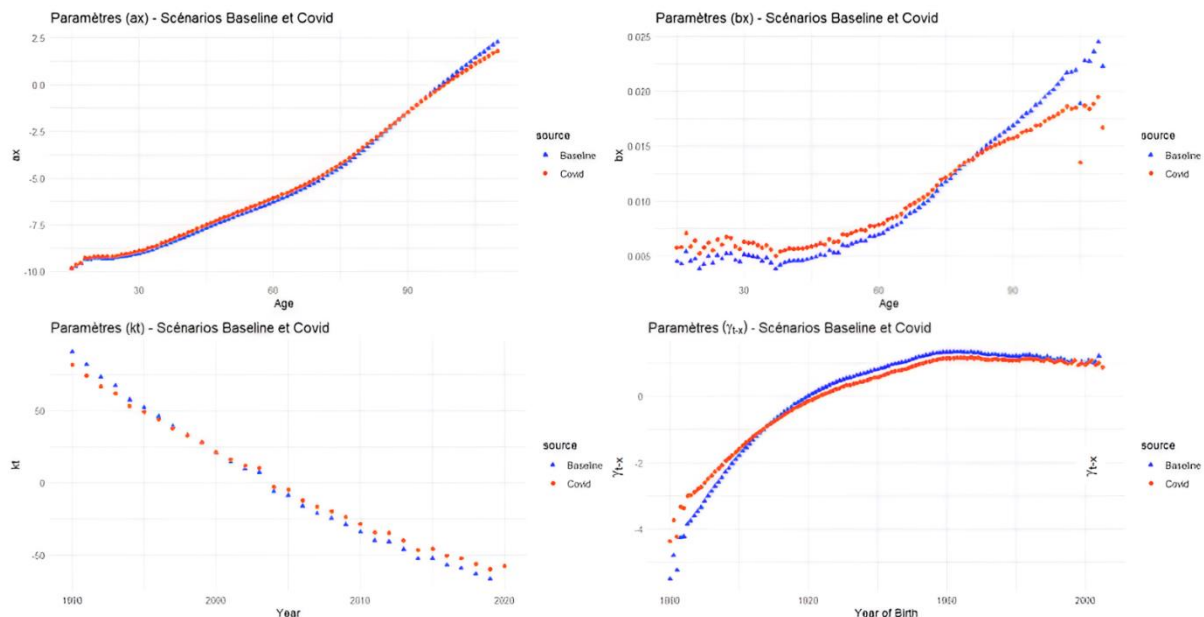 Paramètres (ax) - Scénarios Baseline et Covid
2.5
0.0
-2.5
-5.0
-7.5
-10.0
ax
30
60
90
Age
source
Baseline
Covid
Paramètres (bx) - Scénarios Baseline et Covid
0.025
0.020
0.015
0.010
0.005
bx
30
60
90
Age
source
Baseline
Covid
Paramètres (kt) - Scénarios Baseline et Covid
50
0
-50
kt
1990
2000
2010
2020
Year
source
Baseline
Covid
Paramètres (γt-x) - Scénarios Baseline et Covid
0
-2
-4
γt-x
1880
1920
1960
2000
Year of Birth
γt-x
source
Baseline
Covid